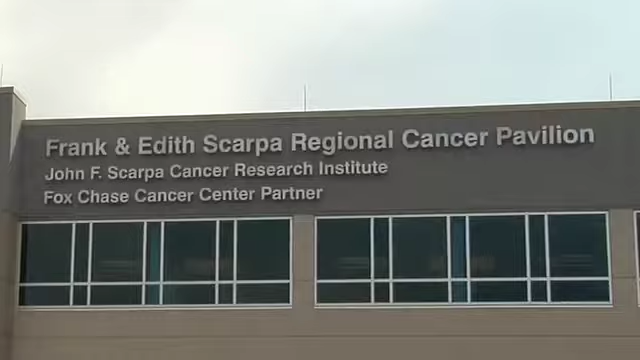 Frank & Edith Scarpa Regional Cancer Pavilion
John F. Scarpa Cancer Research Institute
Fox Chase Cancer Center Partner